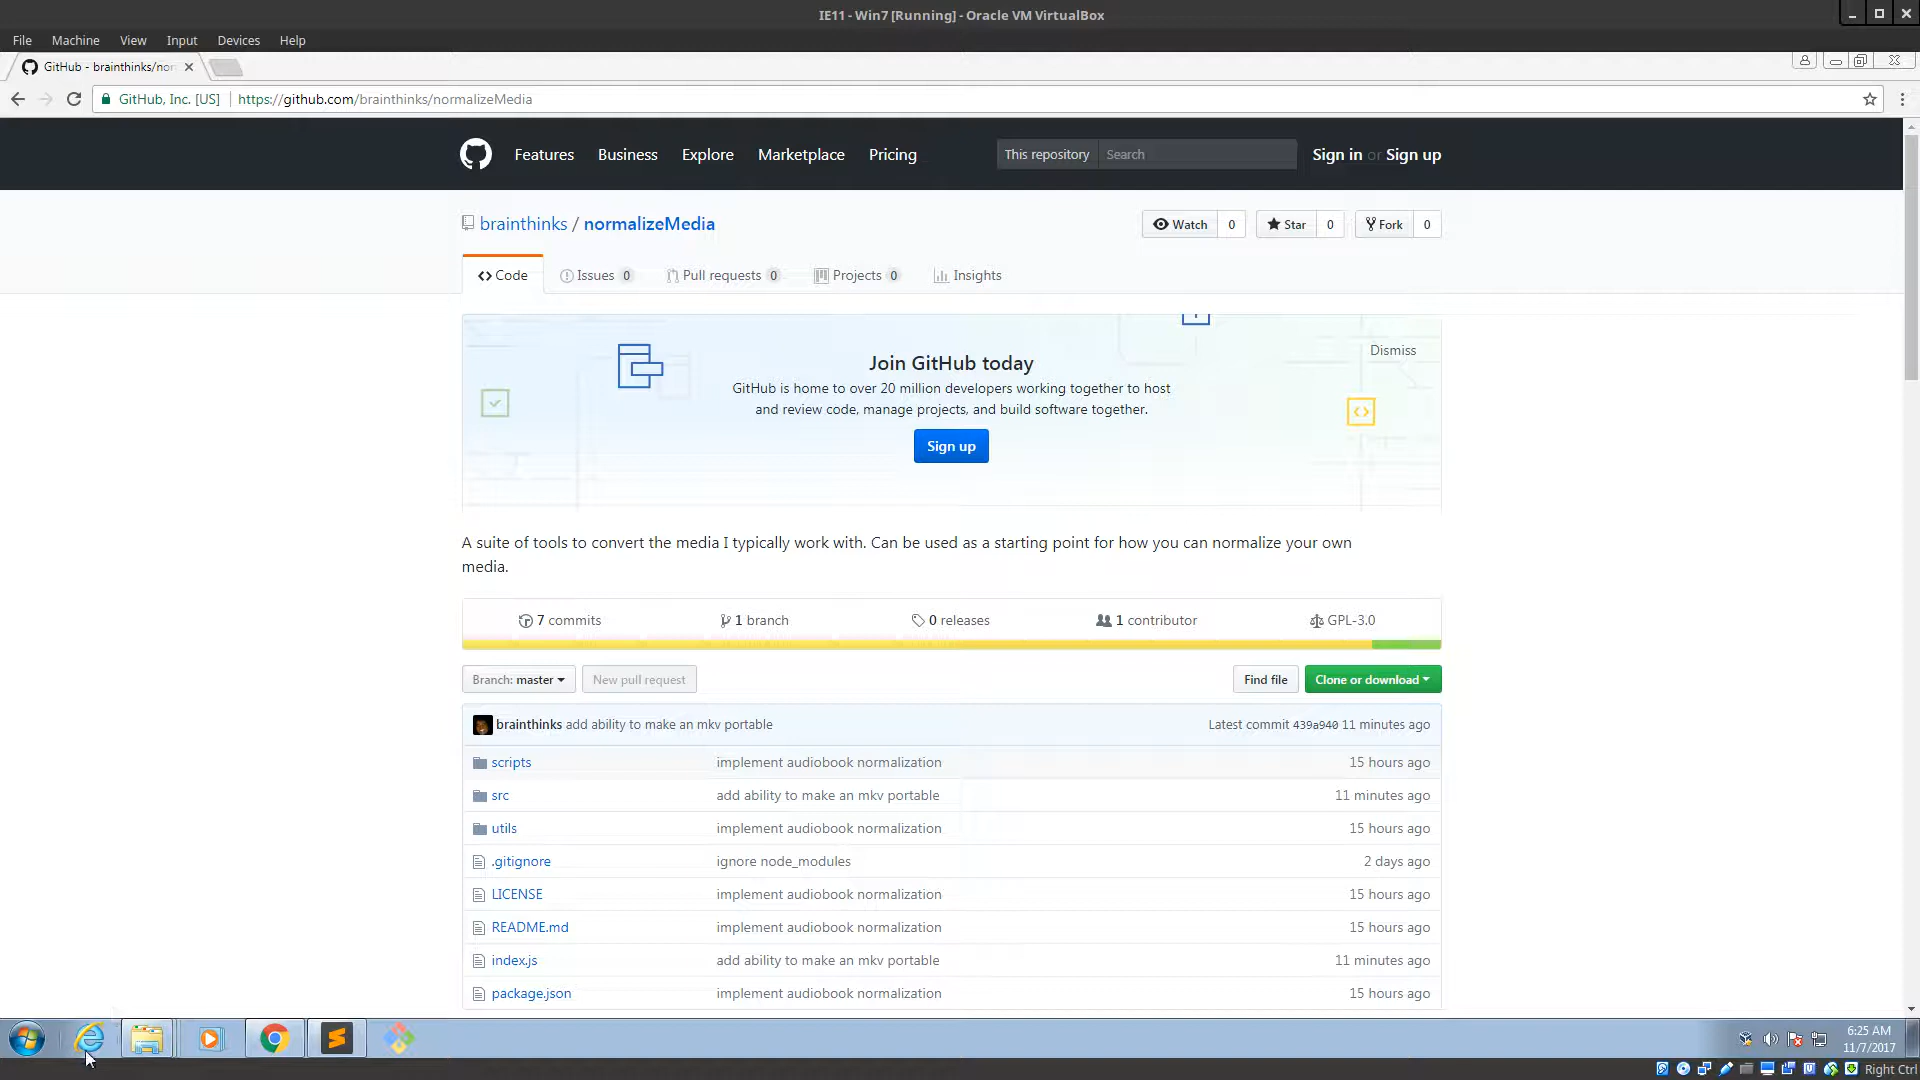 IE11 - Win7 [Running] - Oracle VM VirtualBox
File Machine View Input Devices Help
GitHub - brainthinks/nor
GitHub, Inc. [US] https://github.com/brainthinks/normalizeMedia
Features Business Explore Marketplace Pricing This repository Search Sign in or Sign up
brainthinks / normalizeMedia Watch 0 Star 0 Fork 0
Code Issues 0 Pull requests 0 Projects 0 Insights
Dismiss
Join GitHub today
GitHub is home to over 20 million developers working together to host
and review code, manage projects, and build software together.
Sign up
A suite of tools to convert the media I typically work with. Can be used as a starting point for how you can normalize your own
media.
7 commits 1 branch 0 releases 1 contributor GPL-3.0
Branch: master New pull request Find file Clone or download
brainthinks add ability to make an mkv portable Latest commit 439a940 11 minutes ago
scripts implement audiobook normalization 15 hours ago
src add ability to make an mkv portable 11 minutes ago
utils implement audiobook normalization 15 hours ago
.gitignore ignore node_modules 2 days ago
LICENSE implement audiobook normalization 15 hours ago
README.md implement audiobook normalization 15 hours ago
index.js add ability to make an mkv portable 11 minutes ago
package.json implement audiobook normalization 15 hours ago
6:25 AM
11/7/2017
Right Ctrl